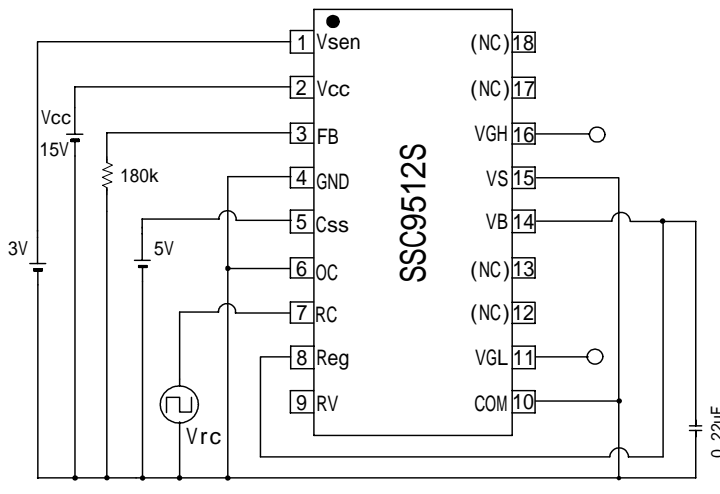 1 Vsen
2 Vcc
3 FB
4 GND
5 Css
6 OC
7 RC
8 Reg
9 RV
SSC9512S
(NC) 18
(NC) 17
VGH 16
VS 15
VB 14
(NC) 13
(NC) 12
VGL 11
COM 10
Vcc
15V
180k
3V
5V
Vrc
0.22uF